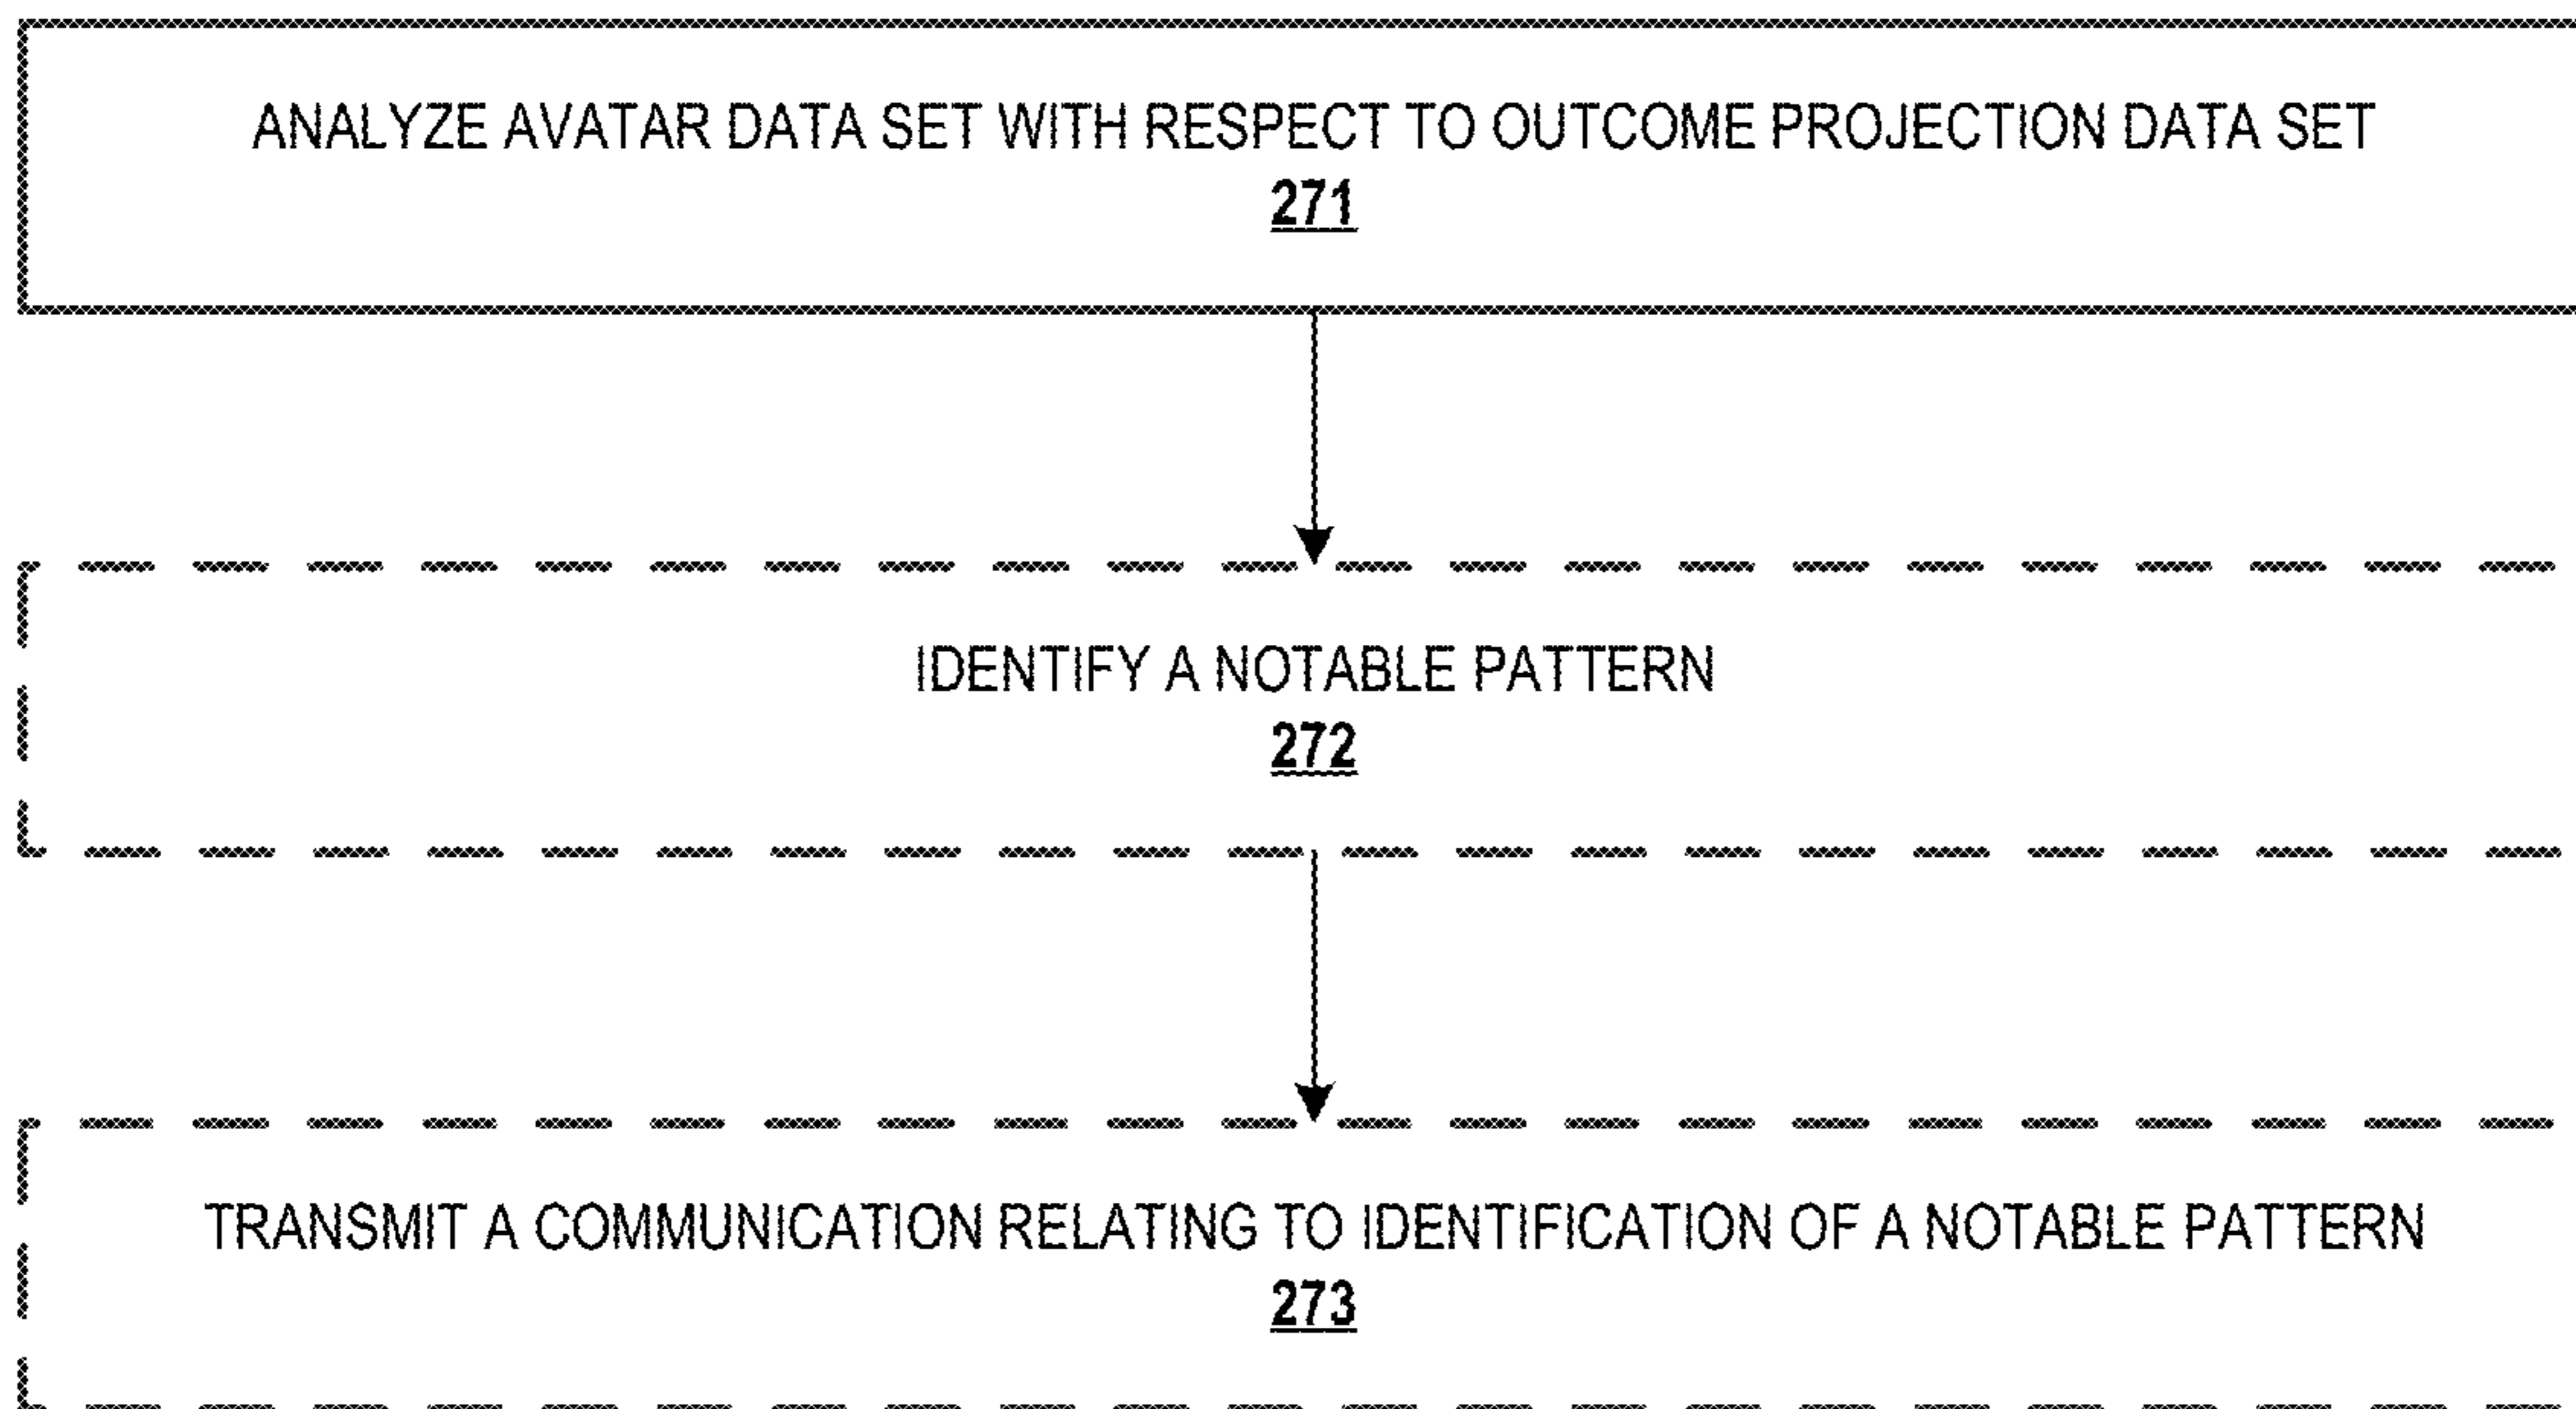 ANALYZE AVATAR DATA SET WITH RESPECT TO OUTCOME PROJECTION DATA SET
271
IDENTIFY A NOTABLE PATTERN
272
TRANSMIT A COMMUNICATION RELATING TO IDENTIFICATION OF A NOTABLE PATTERN
273